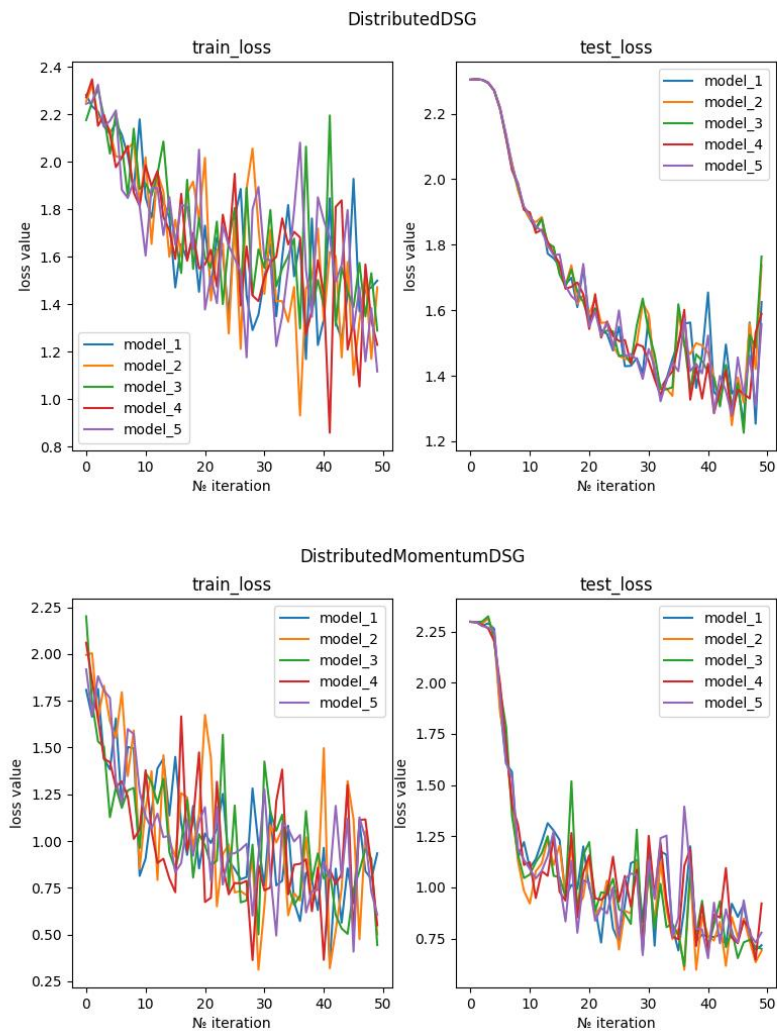 DistributedDSG
train_loss
2.4
2.2
2.0
1.8
1.6
1.4
1.2
1.0
0.8
loss value
model_1
model_2
model_3
model_4
model_5
0 10 20 30 40 50
№ iteration
test_loss
2.2
2.0
1.8
1.6
1.4
1.2
loss value
model_1
model_2
model_3
model_4
model_5
0 10 20 30 40 50
№ iteration
DistributedMomentumDSG
train_loss
2.25
2.00
1.75
1.50
1.25
1.00
0.75
0.50
0.25
loss value
model_1
model_2
model_3
model_4
model_5
0 10 20 30 40 50
№ iteration
test_loss
2.25
2.00
1.75
1.50
1.25
1.00
0.75
loss value
model_1
model_2
model_3
model_4
model_5
0 10 20 30 40 50
№ iteration